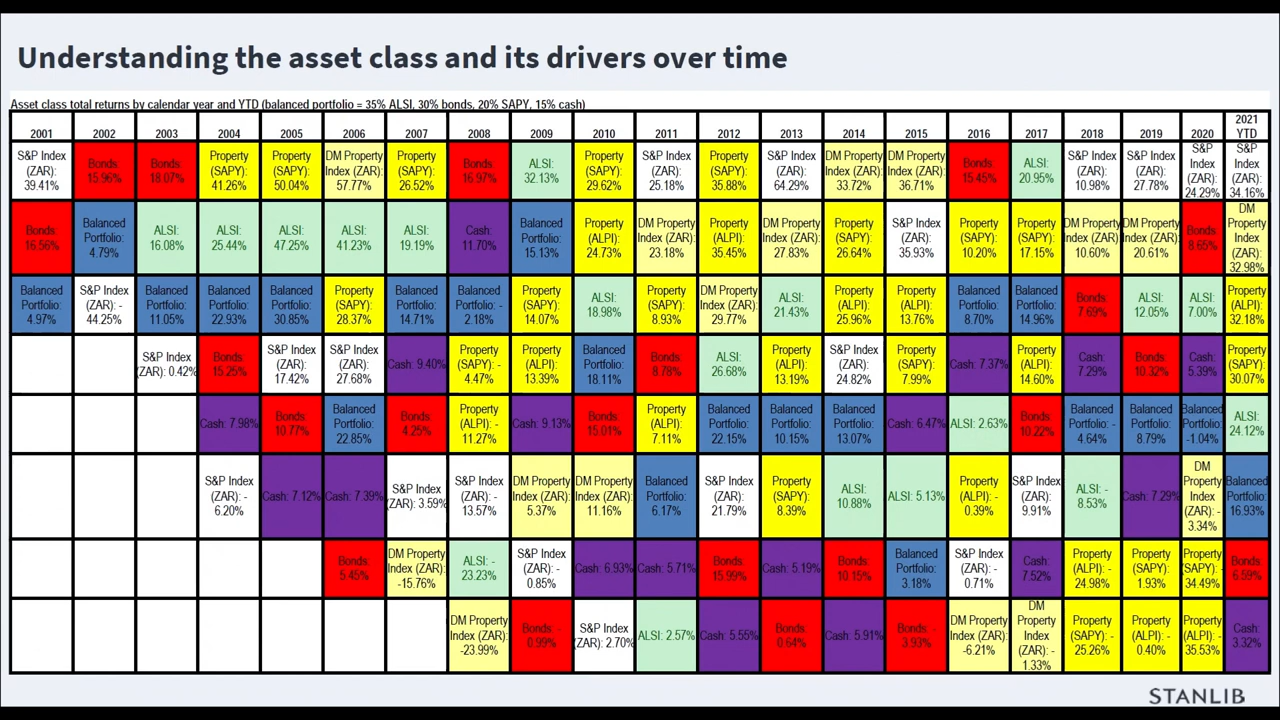 Understanding the asset class and its drivers over time
Asset class total returns by calendar year and YTD (balanced portfolio = 35% ALSI, 30% bonds, 20% SAPY, 15% cash)
2001 2002 2003 2004 2005 2006 2007 2008 2009 2010 2011 2012 2013 2014 2015 2016 2017 2018 2019 2020 2021 YTD
S&P Index (ZAR): 39.41% Bonds: 15.96% Bonds: 18.07% Property (SAPY): 41.26% Property (SAPY): 50.04% DM Property Index (ZAR): 57.77% Property (SAPY): 26.52% Bonds: 16.97% ALSI: 32.13% Property (SAPY): 29.62% S&P Index (ZAR): 25.18% Property (SAPY): 35.88% S&P Index (ZAR): 64.29% DM Property Index (ZAR): 33.72% DM Property Index (ZAR): 36.71% Bonds: 15.45% ALSI: 20.95% S&P Index (ZAR): 10.98% S&P Index (ZAR): 27.78% S&P Index (ZAR): 24.29% S&P Index (ZAR): 34.16%
Bonds: 16.56% Balanced Portfolio: 4.79% ALSI: 16.08% ALSI: 25.44% ALSI: 47.25% ALSI: 41.23% ALSI: 19.19% Cash: 11.70% Balanced Portfolio: 15.13% Property (ALPI): 24.73% DM Property Index (ZAR): 23.18% Property (ALPI): 35.45% DM Property Index (ZAR): 27.83% Property (SAPY): 26.64% S&P Index (ZAR): 35.93% Property (SAPY): 10.20% Property (SAPY): 17.15% DM Property Index (ZAR): 10.60% DM Property Index (ZAR): 20.61% Bonds: 8.65% DM Property Index (ZAR): 32.98%
Balanced Portfolio: 4.97% S&P Index (ZAR): - 44.25% Balanced Portfolio: 11.05% Balanced Portfolio: 22.93% Balanced Portfolio: 30.85% Property (SAPY): 28.37% Balanced Portfolio: 14.71% Balanced Portfolio: - 2.18% Property (SAPY): 14.07% ALSI: 18.98% Property (SAPY): 8.93% DM Property Index (ZAR): 29.77% ALSI: 21.43% Property (ALPI): 25.96% Property (ALPI): 13.76% Balanced Portfolio: 8.70% Balanced Portfolio: 14.96% Bonds: 7.69% ALSI: 12.05% ALSI: 7.00% Property (ALPI): 32.18%
S&P Index (ZAR): 0.42% Bonds: 15.25% S&P Index (ZAR): 17.42% S&P Index (ZAR): 27.68% Cash: 9.40% Property (SAPY): - 4.47% Property (ALPI): 13.39% Balanced Portfolio: 18.11% Bonds: 8.78% ALSI: 26.68% Property (ALPI): 13.19% S&P Index (ZAR): 24.82% Property (SAPY): 7.99% Cash: 7.37% Property (ALPI): 14.60% Cash: 7.29% Bonds: 10.32% Cash: 5.39% Property (SAPY): 30.07%
Cash: 7.98% Bonds: 10.77% Balanced Portfolio: 22.85% Bonds: 4.25% Property (ALPI): - 11.27% Cash: 9.13% Bonds: 15.01% Property (ALPI): 7.11% Balanced Portfolio: 22.15% Balanced Portfolio: 10.15% Balanced Portfolio: 13.07% Cash: 6.47% ALSI: 2.63% Bonds: 10.22% Balanced Portfolio: - 4.64% Balanced Portfolio: 8.79% Balanced Portfolio: -1.04% ALSI: 24.12%
S&P Index (ZAR): - 6.20% Cash: 7.12% Cash: 7.39% S&P Index (ZAR): 3.59% S&P Index (ZAR): - 13.57% DM Property Index (ZAR): 5.37% DM Property Index (ZAR): 11.16% Balanced Portfolio: 6.17% S&P Index (ZAR): 21.79% Property (SAPY): 8.39% ALSI: 10.88% ALSI: 5.13% Property (ALPI): - 0.39% S&P Index (ZAR): 9.91% ALSI: - 8.53% Cash: 7.29% DM Property Index (ZAR): - 3.34% Balanced Portfolio: 16.93%
Bonds: 5.45% DM Property Index (ZAR): -15.76% ALSI: - 23.23% S&P Index (ZAR): - 0.85% Cash: 6.93% Cash: 5.71% Bonds: 15.99% Cash: 5.19% Bonds: 10.15% Balanced Portfolio: 3.18% S&P Index (ZAR): - 0.71% Cash: 7.52% Property (ALPI): - 24.98% Property (SAPY): 1.93% Property (SAPY): - 34.49% Bonds: 6.59%
DM Property Index (ZAR): -23.99% Bonds: - 0.99% S&P Index (ZAR): 2.70% ALSI: 2.57% Cash: 5.55% Bonds: 0.64% Cash: 5.91% Bonds: - 3.93% DM Property Index (ZAR): -6.21% DM Property Index (ZAR): - 1.33% Property (SAPY): - 25.26% Property (ALPI): - 0.40% Property (ALPI): - 35.53% Cash: 3.32%
STANLIB